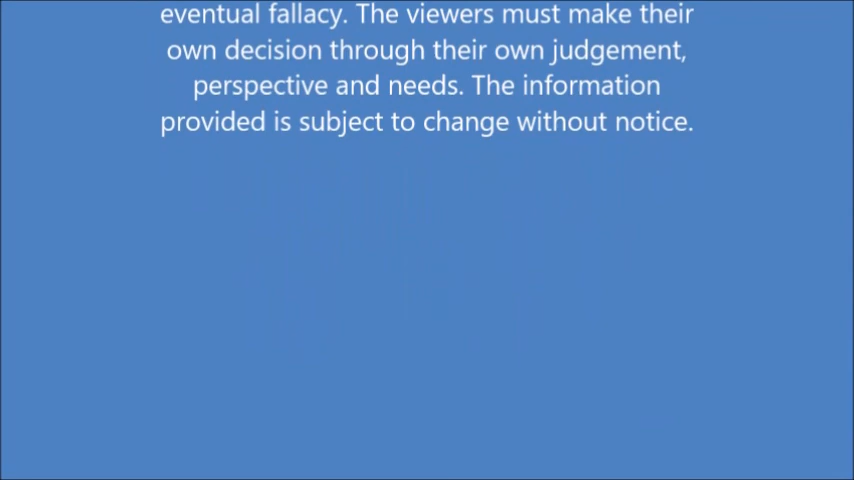 eventual fallacy. The viewers must make their
own decision through their own judgement,
perspective and needs. The information
provided is subject to change without notice.